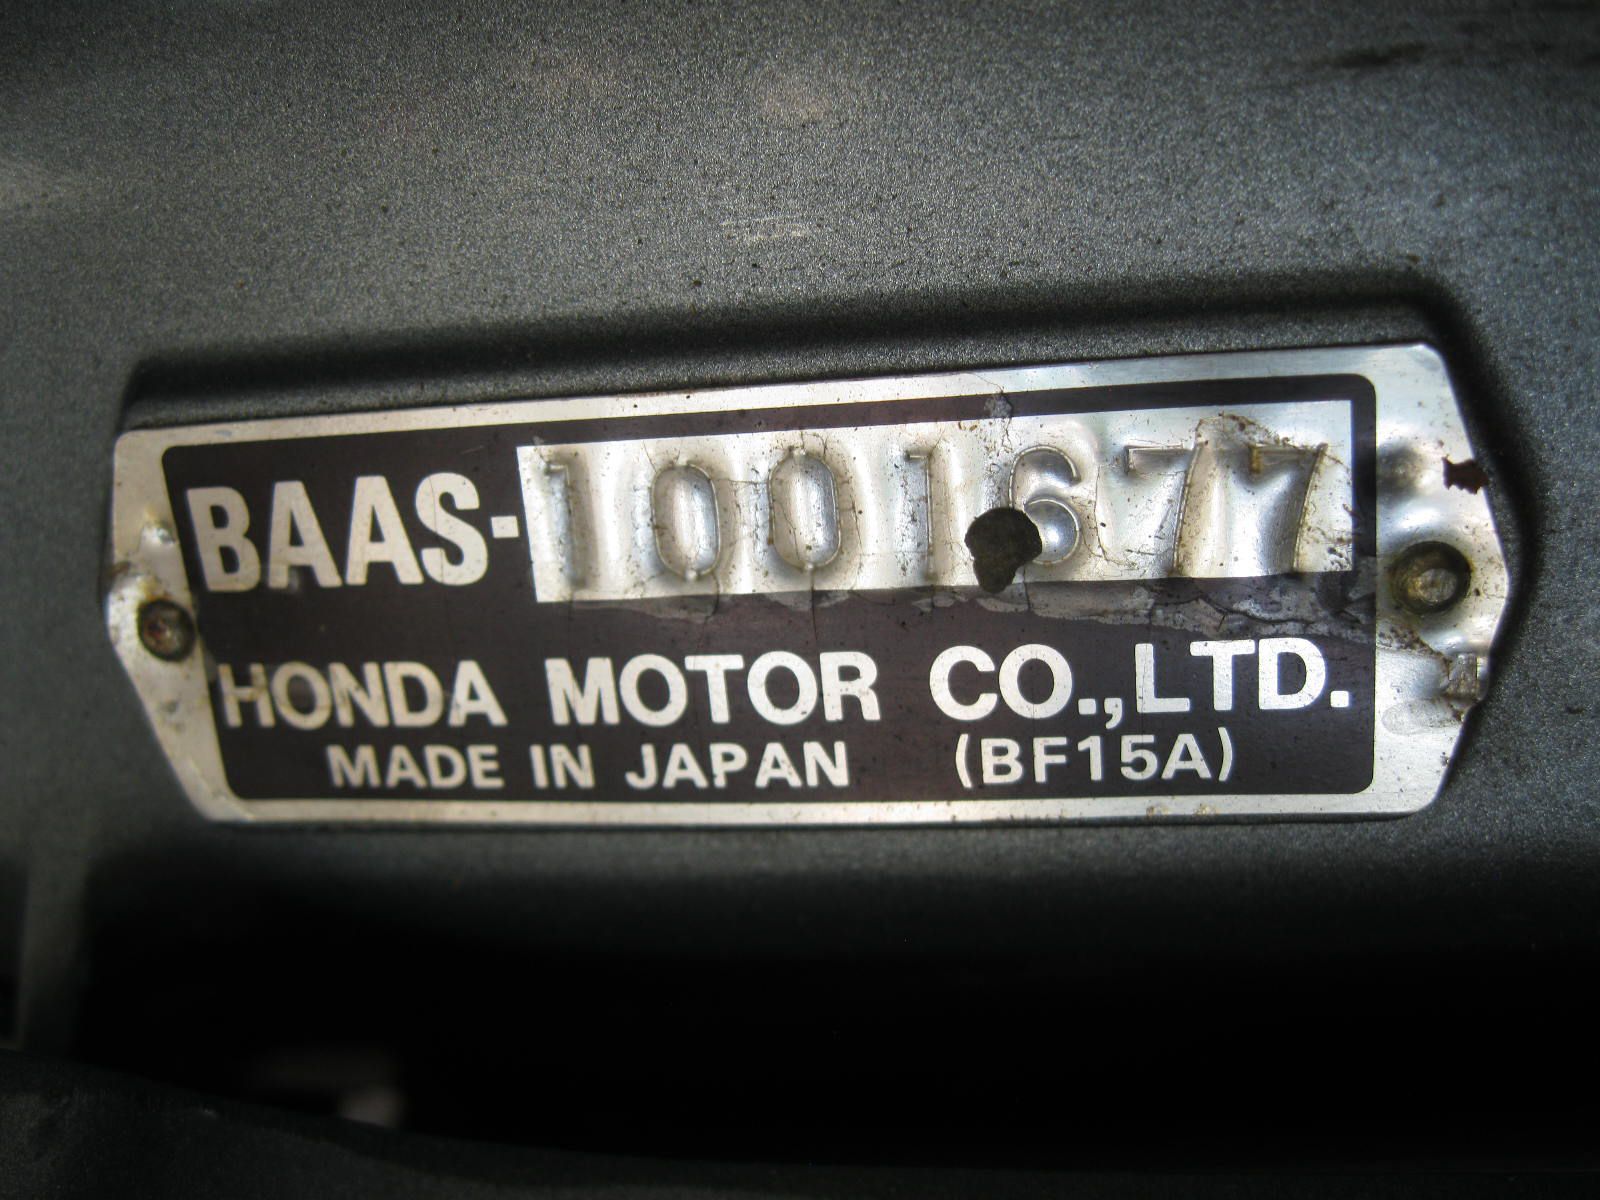 BAAS-1001677
HONDA MOTOR CO.,LTD.
MADE IN JAPAN (BF15A)